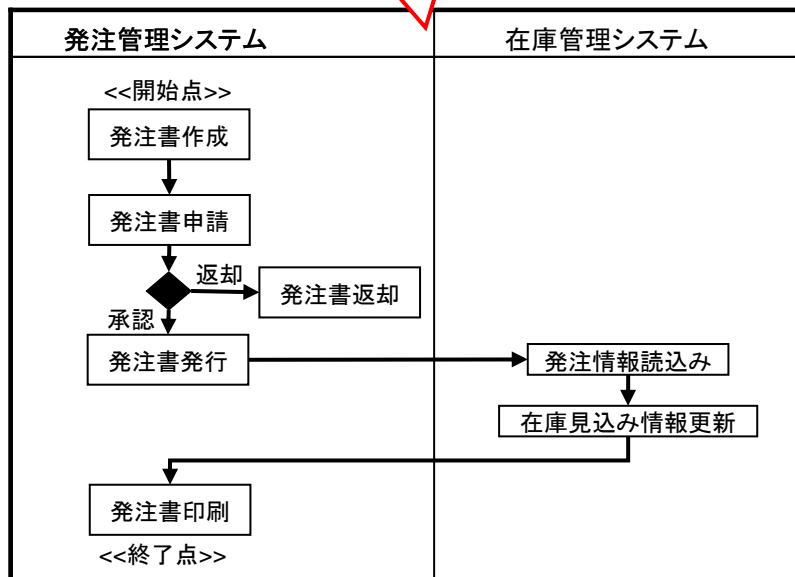 発注管理システム
在庫管理システム
<<開始点>>
発注書作成
発注書申請
返却
発注書返却
承認
発注書発行
発注情報読込み
在庫見込み情報更新
発注書印刷
<<終了点>>